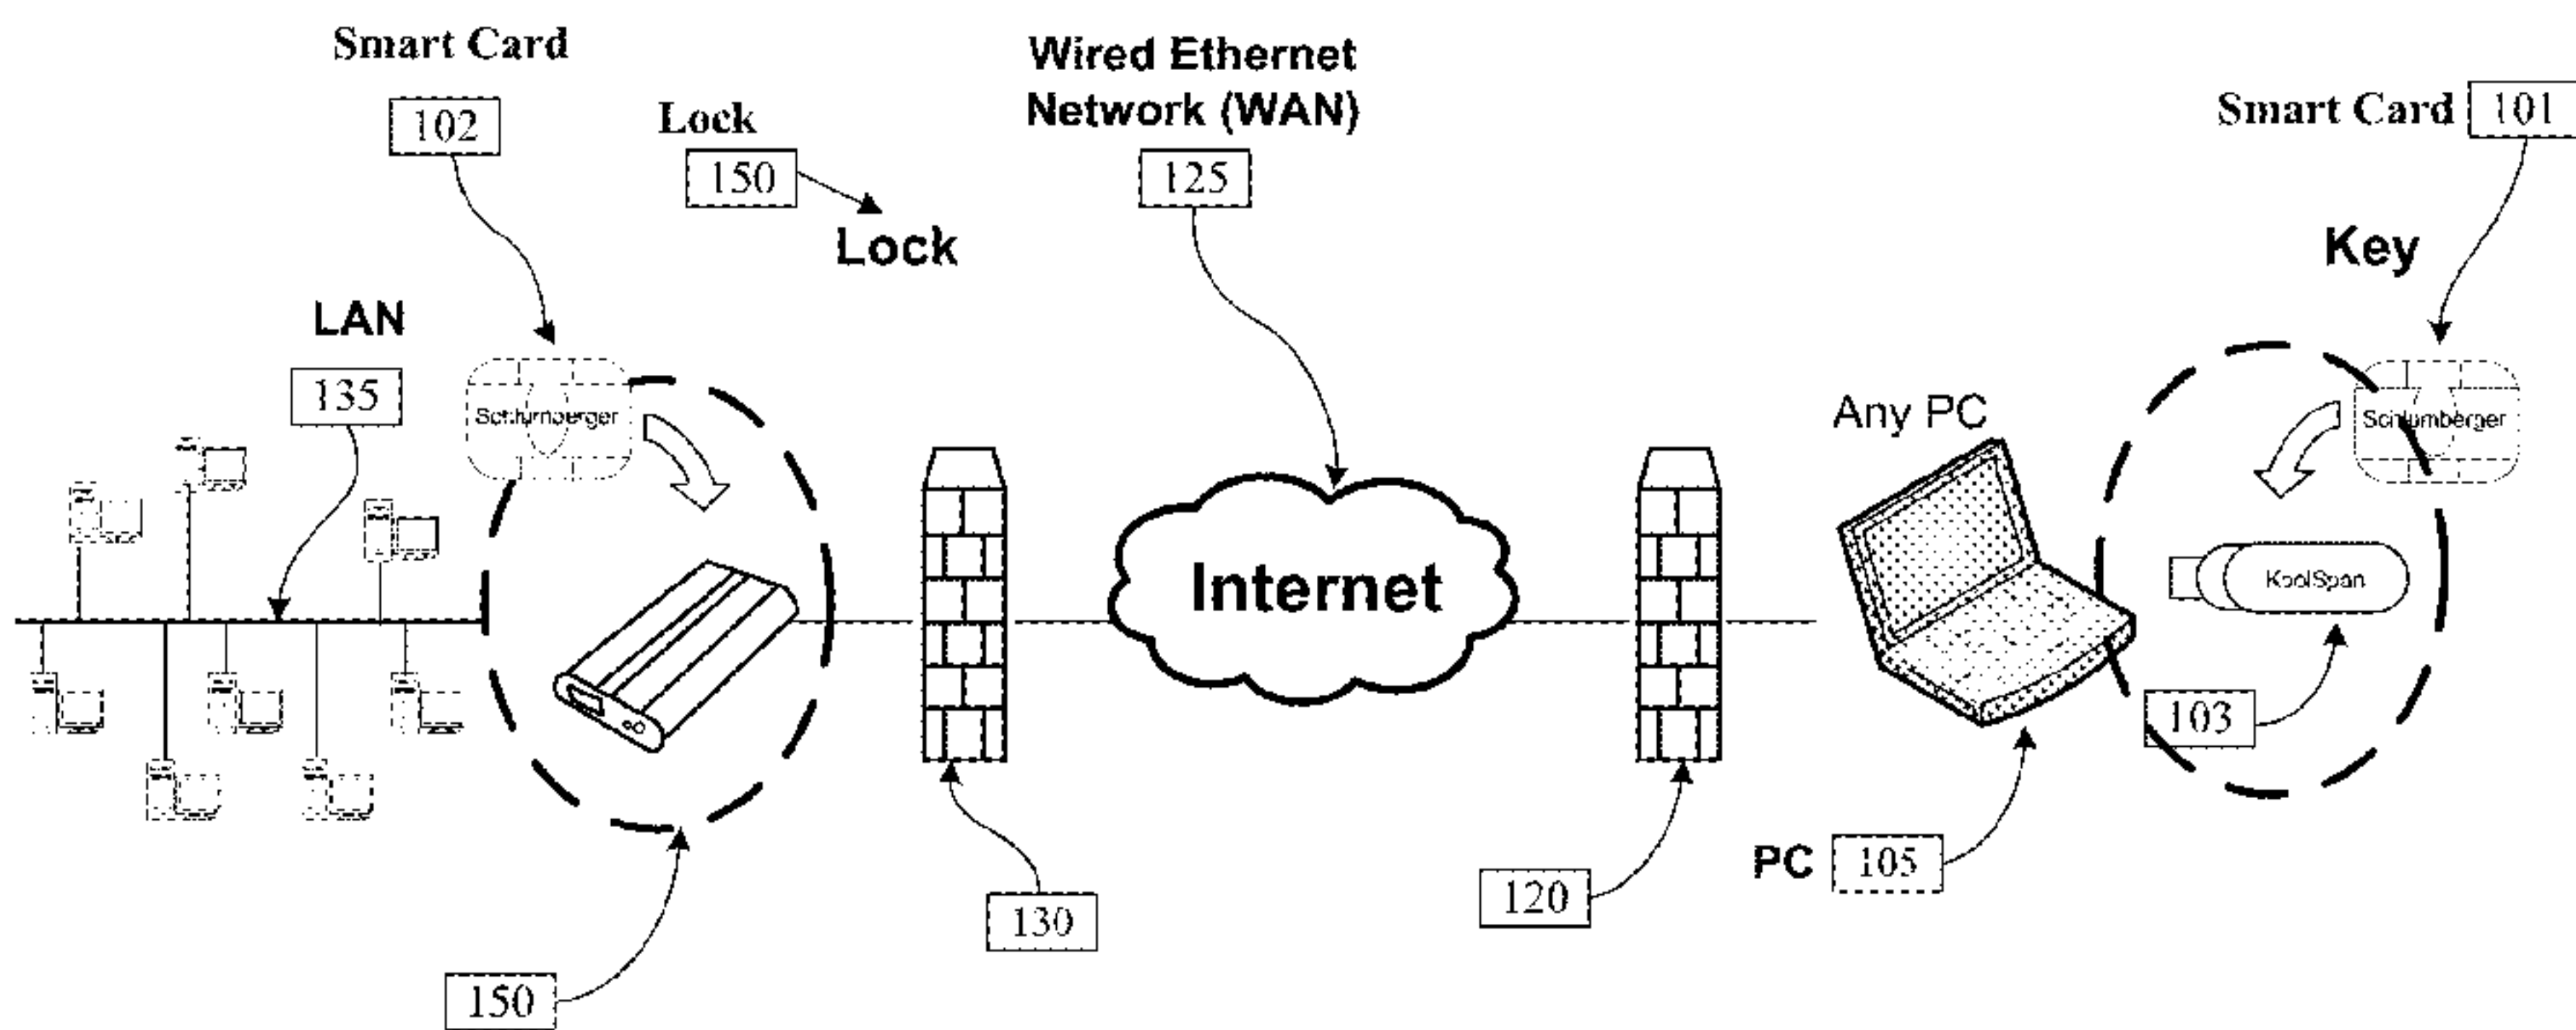 Smart Card
102
Lock
150
Lock
Wired Ethernet
Network (WAN)
125
Smart Card 101
Key
LAN
135
Schlumberger
Any PC
Schlumberger
Internet
KoolSpan
103
PC 105
120
130
150